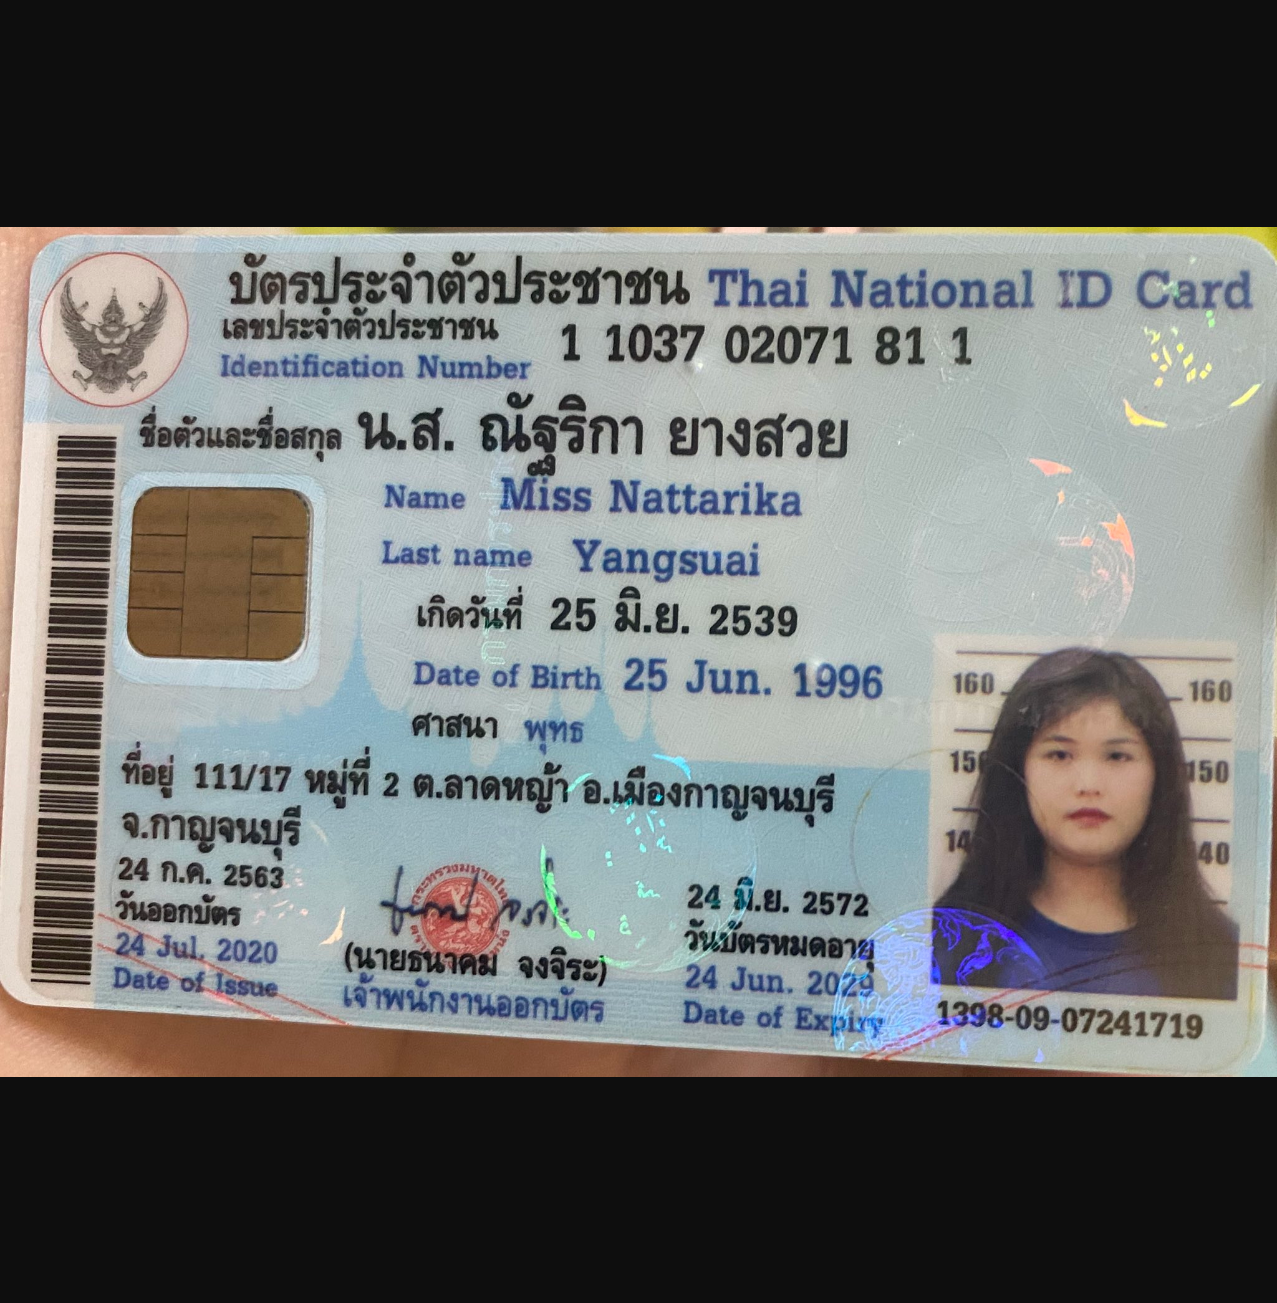 บัตรประจำตัวประชาชน Thai National ID Card
เลขประจำตัวประชาชน
Identification Number 1 1037 02071 81 1
ชื่อตัวและชื่อสกุล น.ส. ณัฐริกา ยางสวย
Name Miss Nattarika
Last name Yangsuai
เกิดวันที่ 25 มิ.ย. 2539
Date of Birth 25 Jun. 1996
ศาสนา พุทธ
160 160
150 150
140 140
ที่อยู่ 111/17 หมู่ที่ 2 ต.ลาดหญ้า อ.เมืองกาญจนบุรี
จ.กาญจนบุรี
24 ก.ค. 2563
วันออกบัตร
24 Jul. 2020
Date of Issue
(นายธนาคม จงจิระ)
เจ้าพนักงานออกบัตร
24 มิ.ย. 2572
วันบัตรหมดอายุ
24 Jun. 2029
Date of Expiry
1398-09-07241719